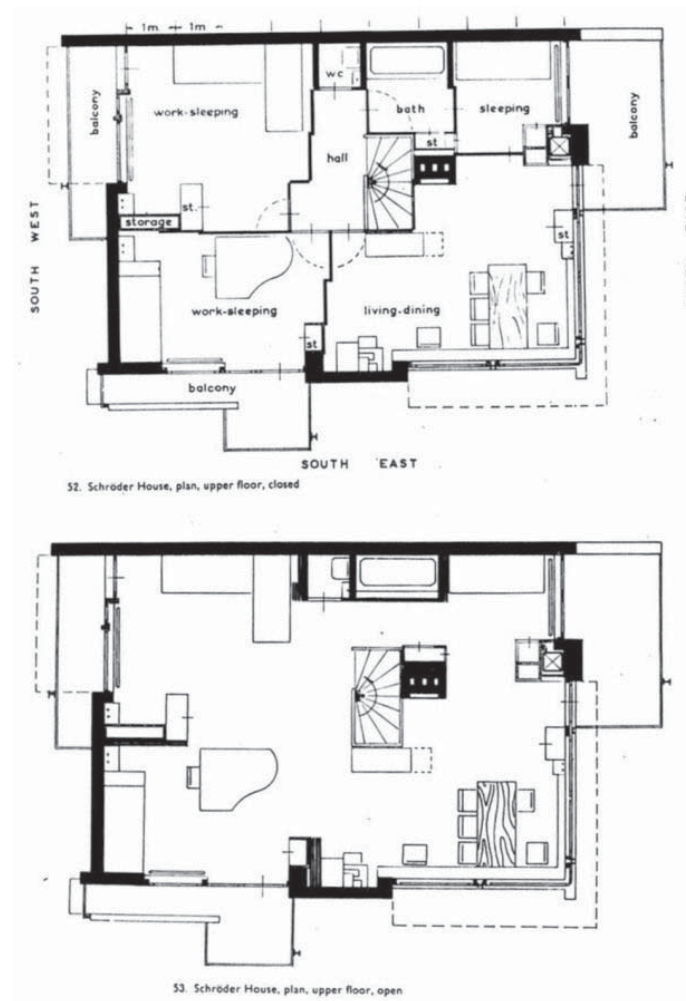 1m 1m
wc
balcony
work-sleeping
bath
sleeping
balcony
st
hall
st
storage
st
SOUTH WEST
work-sleeping
living-dining
st
balcony
SOUTH EAST
52. Schröder House, plan, upper floor, closed
53. Schröder House, plan, upper floor, open